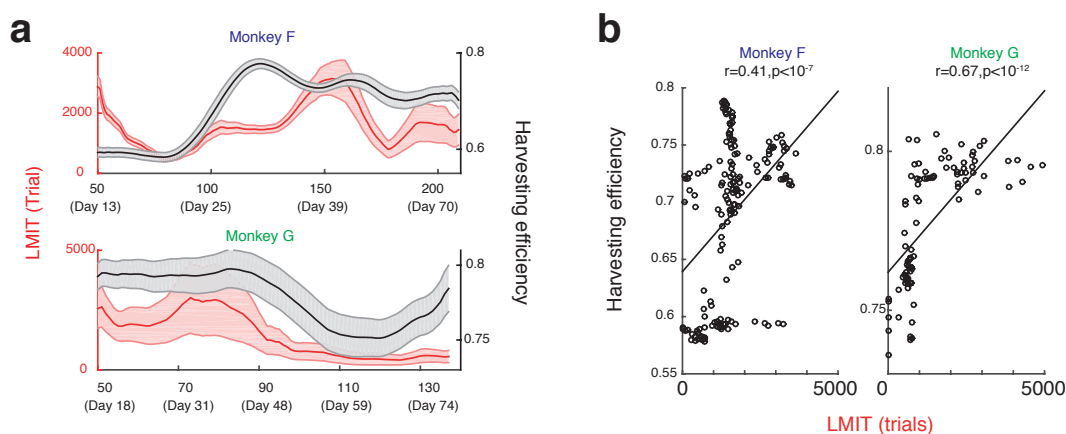 a
Monkey F
4000
2000
0
0.8
0.6
50 100 150 200
(Day 13) (Day 25) (Day 39) (Day 70)
LMIT (Trial)
Harvesting efficiency
Monkey G
5000
0
0.8
0.75
50 70 90 110 130
(Day 18) (Day 31) (Day 48) (Day 59) (Day 74)
b
Monkey F
r=0.41,p<10⁻⁷
Harvesting efficiency
0.8
0.75
0.7
0.65
0.6
0.55
0 5000
Monkey G
r=0.67,p<10⁻¹²
0.8
0.75
0 5000
LMIT (trials)